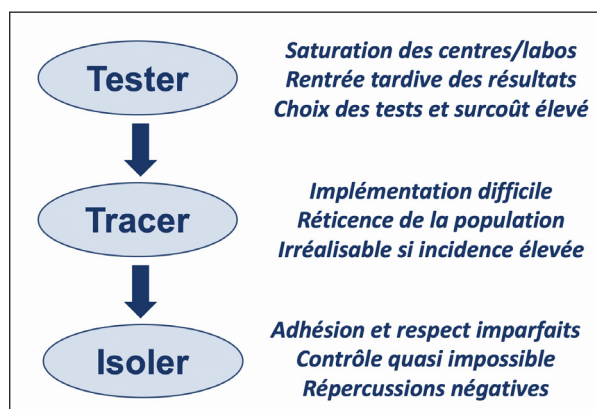 Tester
Saturation des centres/labos
Rentrée tardive des résultats
Choix des tests et surcoût élevé
Tracer
Implémentation difficile
Réticence de la population
Irréalisable si incidence élevée
Isoler
Adhésion et respect imparfaits
Contrôle quasi impossible
Répercussions négatives